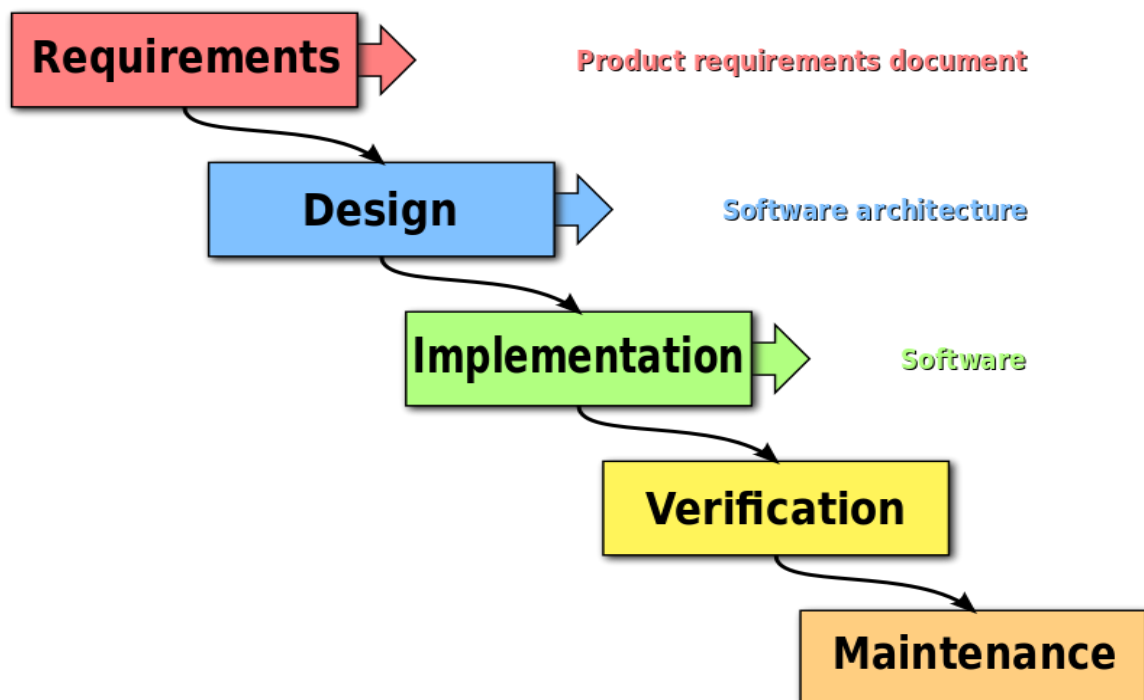 Requirements
Product requirements document
Design
Software architecture
Implementation
Software
Verification
Maintenance